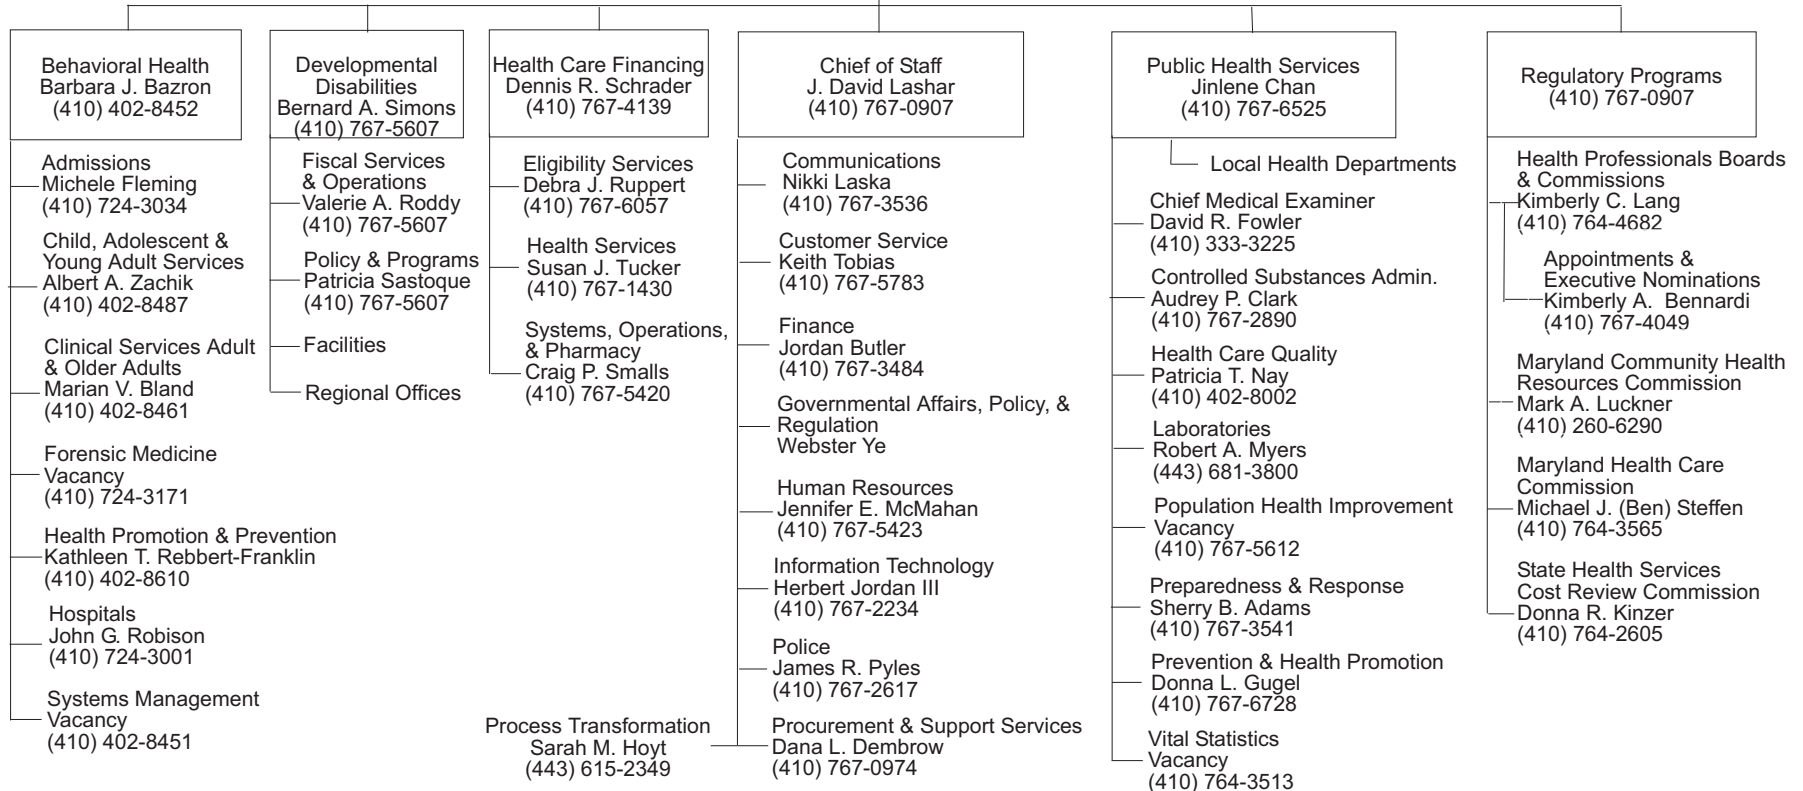 Behavioral Health
Barbara J. Bazron
(410) 402-8452
Admissions
Michele Fleming
(410) 724-3034
Child, Adolescent &
Young Adult Services
Albert A. Zachik
(410) 402-8487
Clinical Services Adult
& Older Adults
Marian V. Bland
(410) 402-8461
Forensic Medicine
Vacancy
(410) 724-3171
Health Promotion & Prevention
Kathleen T. Rebbert-Franklin
(410) 402-8610
Hospitals
John G. Robison
(410) 724-3001
Systems Management
Vacancy
(410) 402-8451
Developmental
Disabilities
Bernard A. Simons
(410) 767-5607
Fiscal Services
& Operations
Valerie A. Roddy
(410) 767-5607
Policy & Programs
Patricia Sastoque
(410) 767-5607
Facilities
Regional Offices
Health Care Financing
Dennis R. Schrader
(410) 767-4139
Eligibility Services
Debra J. Ruppert
(410) 767-6057
Health Services
Susan J. Tucker
(410) 767-1430
Systems, Operations,
& Pharmacy
Craig P. Smalls
(410) 767-5420
Chief of Staff
J. David Lashar
(410) 767-0907
Communications
Nikki Laska
(410) 767-3536
Customer Service
Keith Tobias
(410) 767-5783
Finance
Jordan Butler
(410) 767-3484
Governmental Affairs, Policy, &
Regulation
Webster Ye
Human Resources
Jennifer E. McMahan
(410) 767-5423
Information Technology
Herbert Jordan III
(410) 767-2234
Police
James R. Pyles
(410) 767-2617
Process Transformation
Sarah M. Hoyt
(443) 615-2349
Procurement & Support Services
Dana L. Dembrow
(410) 767-0974
Public Health Services
Jinlene Chan
(410) 767-6525
Local Health Departments
Chief Medical Examiner
David R. Fowler
(410) 333-3225
Controlled Substances Admin.
Audrey P. Clark
(410) 767-2890
Health Care Quality
Patricia T. Nay
(410) 402-8002
Laboratories
Robert A. Myers
(443) 681-3800
Population Health Improvement
Vacancy
(410) 767-5612
Preparedness & Response
Sherry B. Adams
(410) 767-3541
Prevention & Health Promotion
Donna L. Gugel
(410) 767-6728
Vital Statistics
Vacancy
(410) 764-3513
Regulatory Programs
(410) 767-0907
Health Professionals Boards
& Commissions
Kimberly C. Lang
(410) 764-4682
Appointments &
Executive Nominations
Kimberly A. Bennardi
(410) 767-4049
Maryland Community Health
Resources Commission
Mark A. Luckner
(410) 260-6290
Maryland Health Care
Commission
Michael J. (Ben) Steffen
(410) 764-3565
State Health Services
Cost Review Commission
Donna R. Kinzer
(410) 764-2605